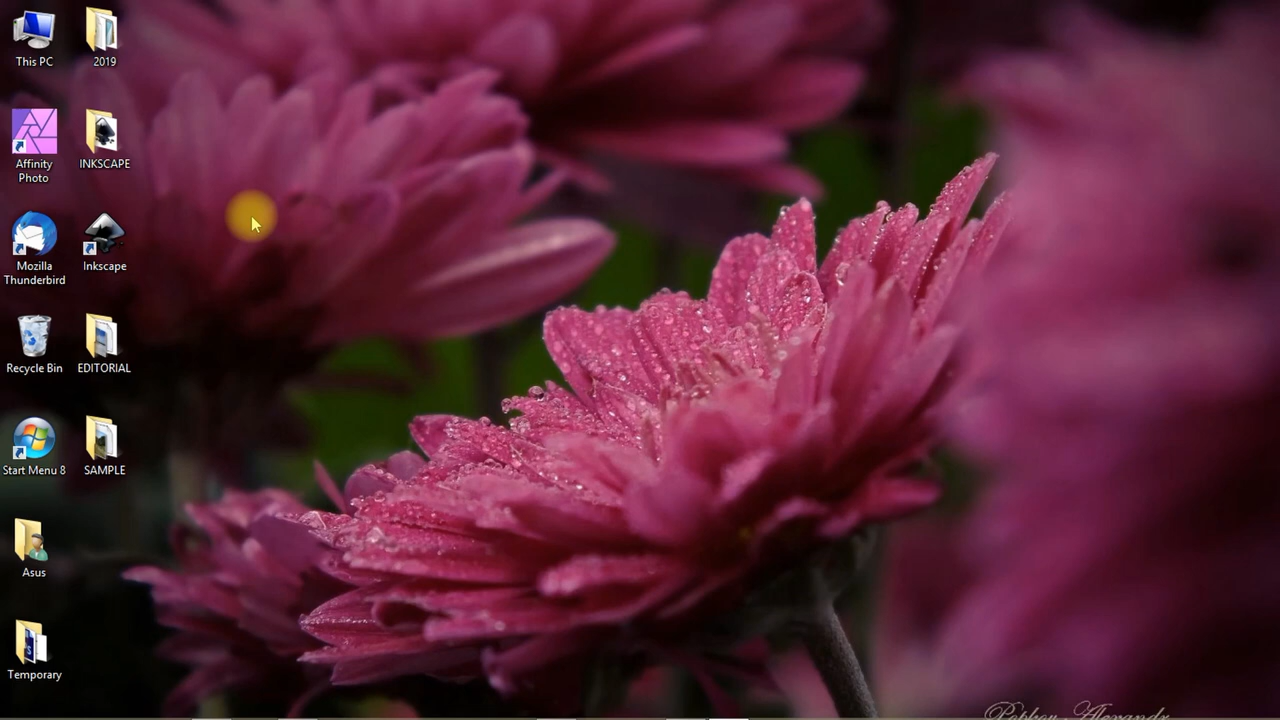 This PC
2019
Affinity
Photo
INKSCAPE
Mozilla
Thunderbird
Inkscape
Recycle Bin
EDITORIAL
Start Menu 8
SAMPLE
Asus
Temporary